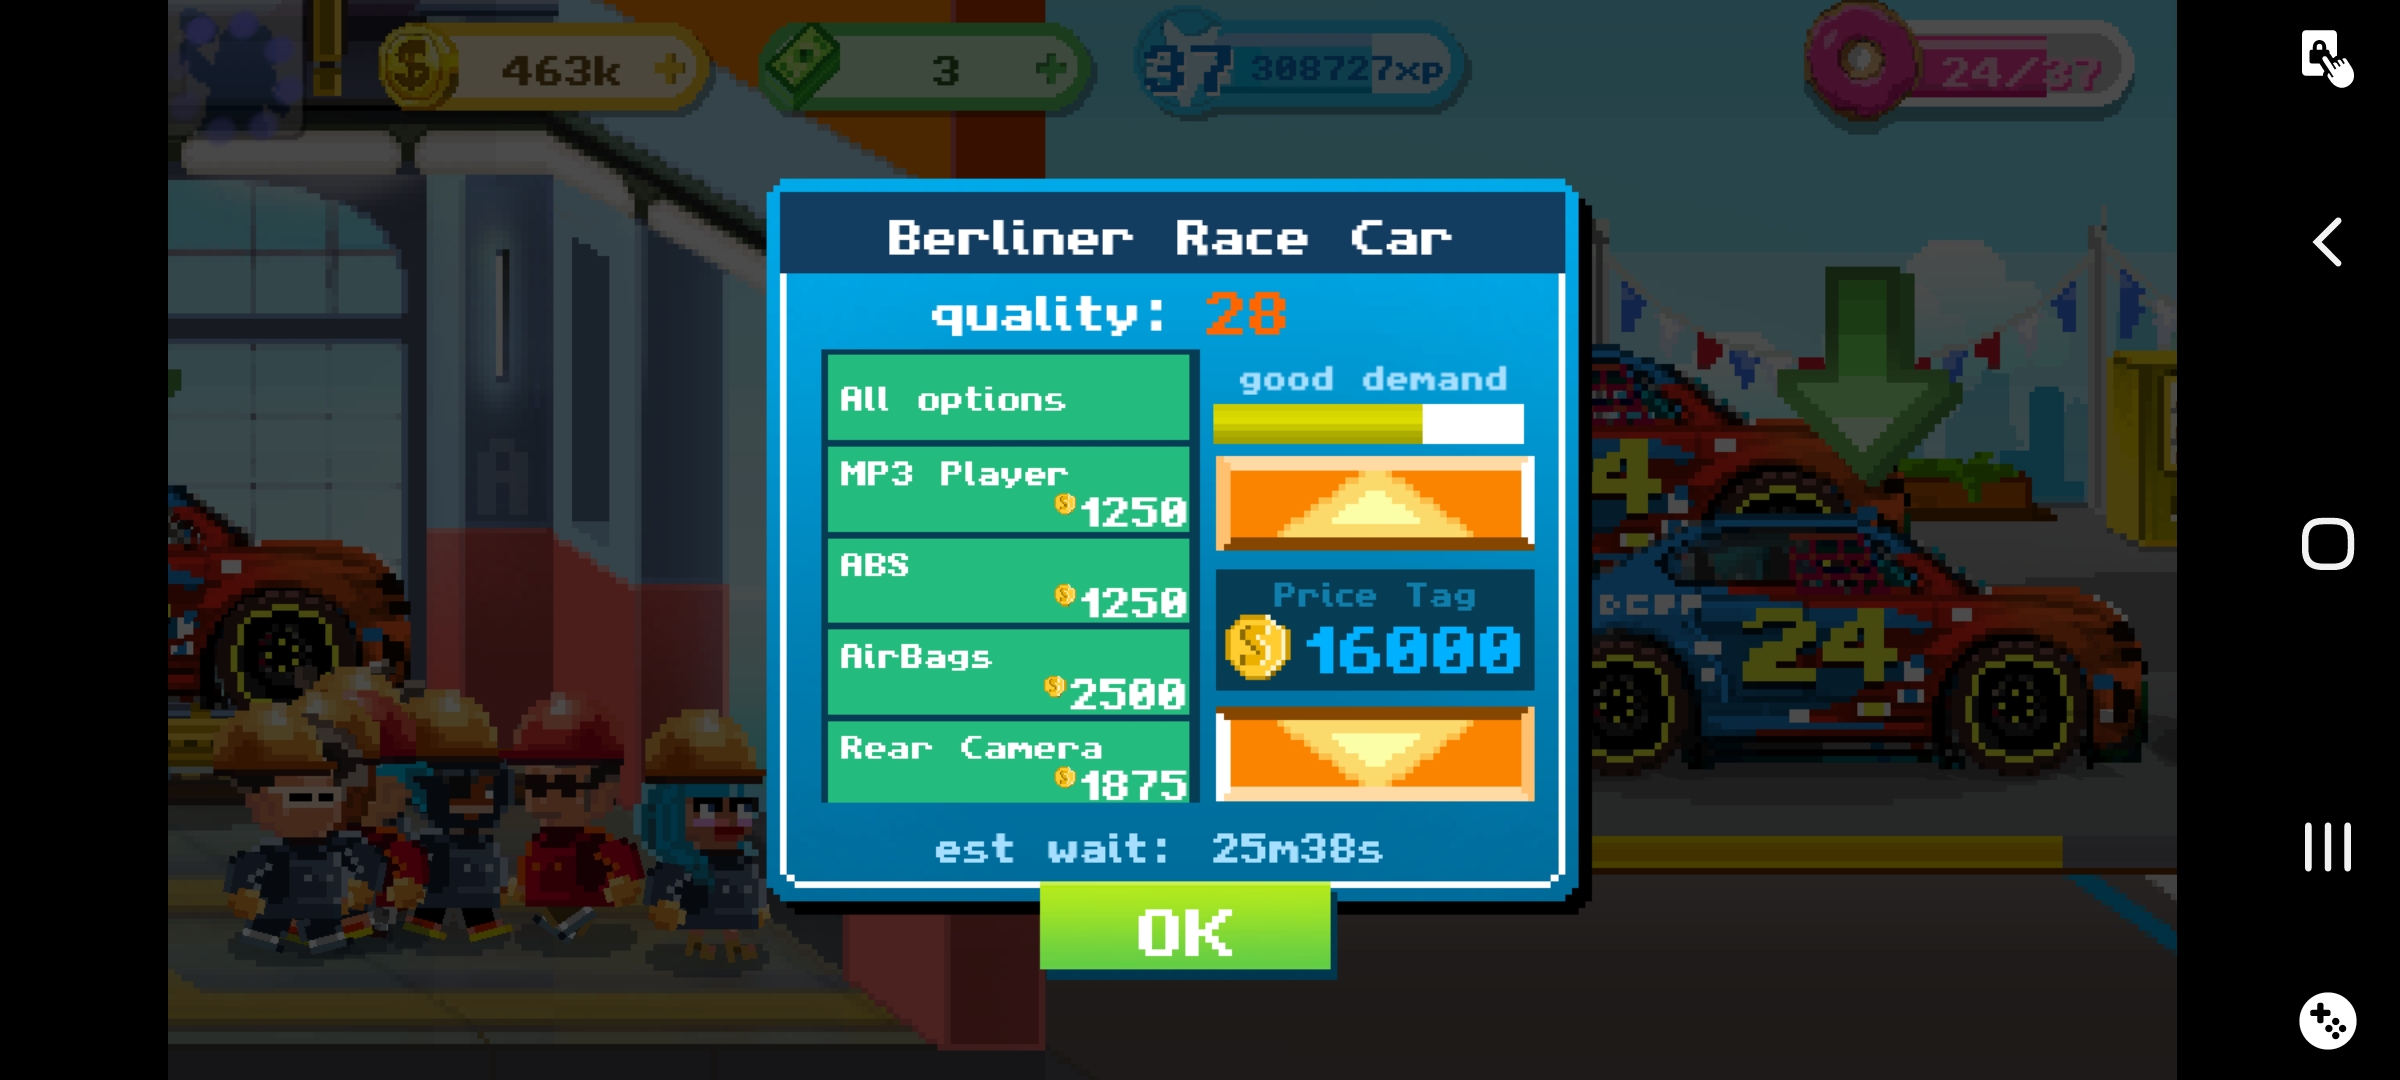 463k
3
37 308727xp
24/37
Berliner Race Car
quality: 28
All options
good demand
MP3 Player
1250
ABS
1250
Price Tag
16000
AirBags
2500
Rear Camera
1875
est wait: 25m38s
OK
24